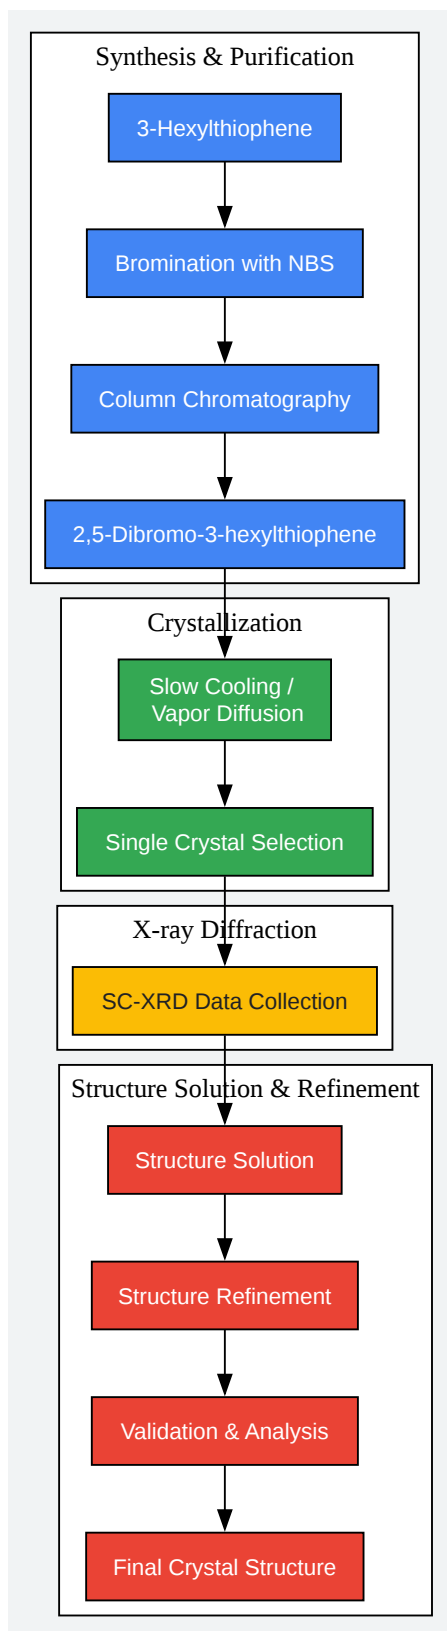 Synthesis & Purification
3-Hexylthiophene
Bromination with NBS
Column Chromatography
2,5-Dibromo-3-hexylthiophene
Crystallization
Slow Cooling /
Vapor Diffusion
Single Crystal Selection
X-ray Diffraction
SC-XRD Data Collection
Structure Solution & Refinement
Structure Solution
Structure Refinement
Validation & Analysis
Final Crystal Structure